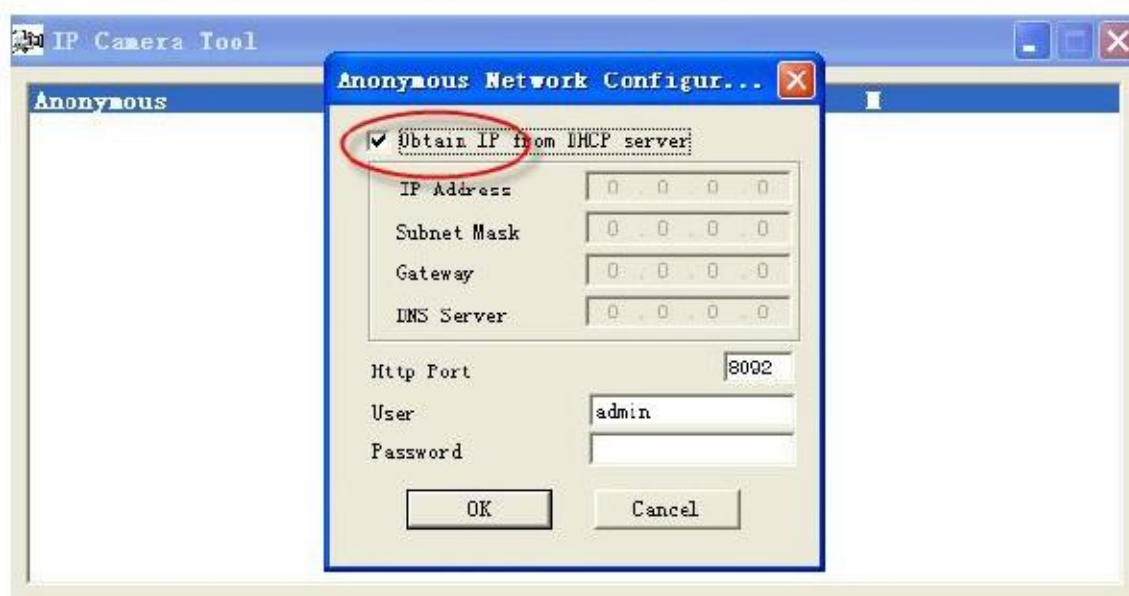 IP Camera Tool
Anonymous Network Configur...
Anonymous
Obtain IP from DHCP server
IP Address 0 . 0 . 0 . 0
Subnet Mask 0 . 0 . 0 . 0
Gateway 0 . 0 . 0 . 0
DNS Server 0 . 0 . 0 . 0
Http Port 8092
User admin
Password
OK Cancel